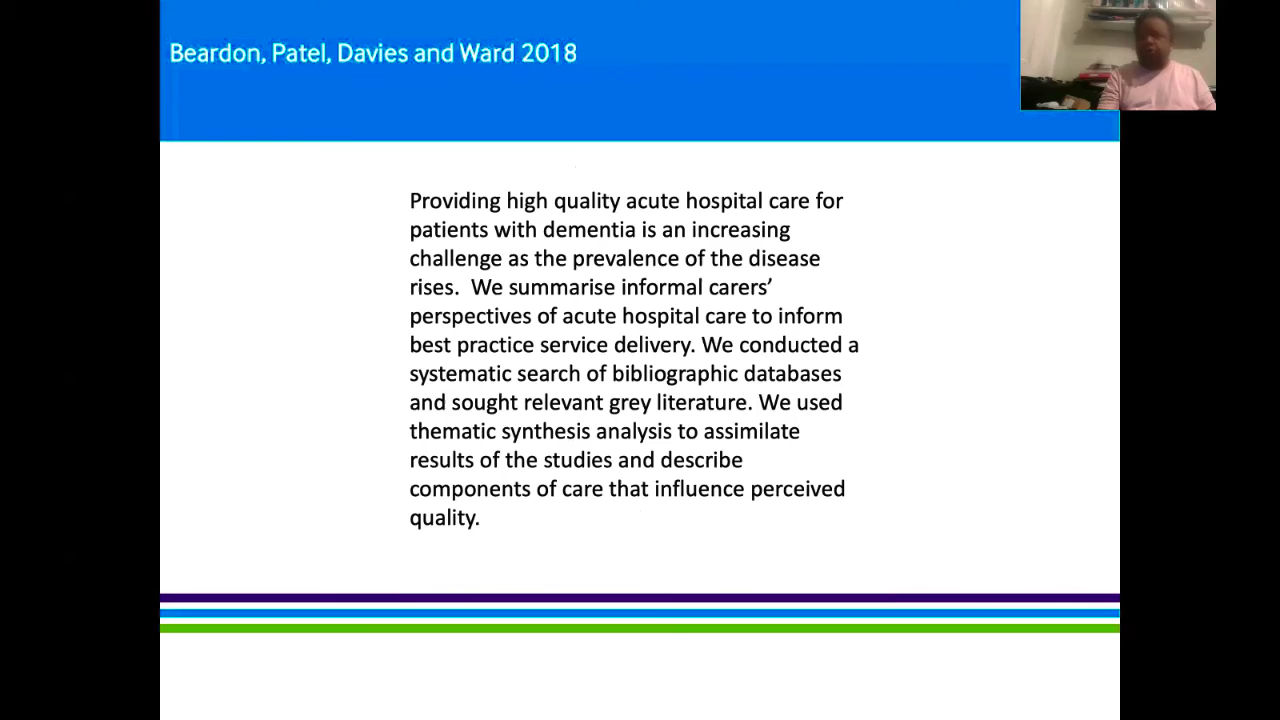 Beardon, Patel, Davies and Ward 2018
Providing high quality acute hospital care for
patients with dementia is an increasing
challenge as the prevalence of the disease
rises.  We summarise informal carers’
perspectives of acute hospital care to inform
best practice service delivery. We conducted a
systematic search of bibliographic databases
and sought relevant grey literature. We used
thematic synthesis analysis to assimilate
results of the studies and describe
components of care that influence perceived
quality.